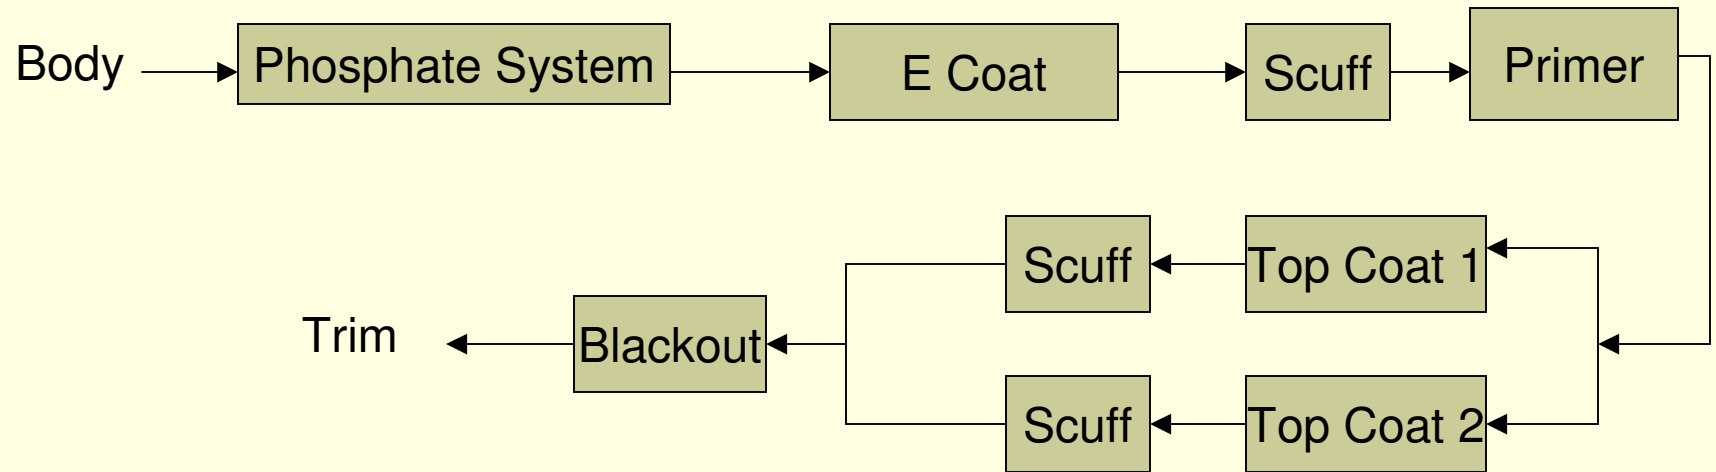 Body
Phosphate System
E Coat
Scuff
Primer
Scuff
Top Coat 1
Trim
Blackout
Scuff
Top Coat 2